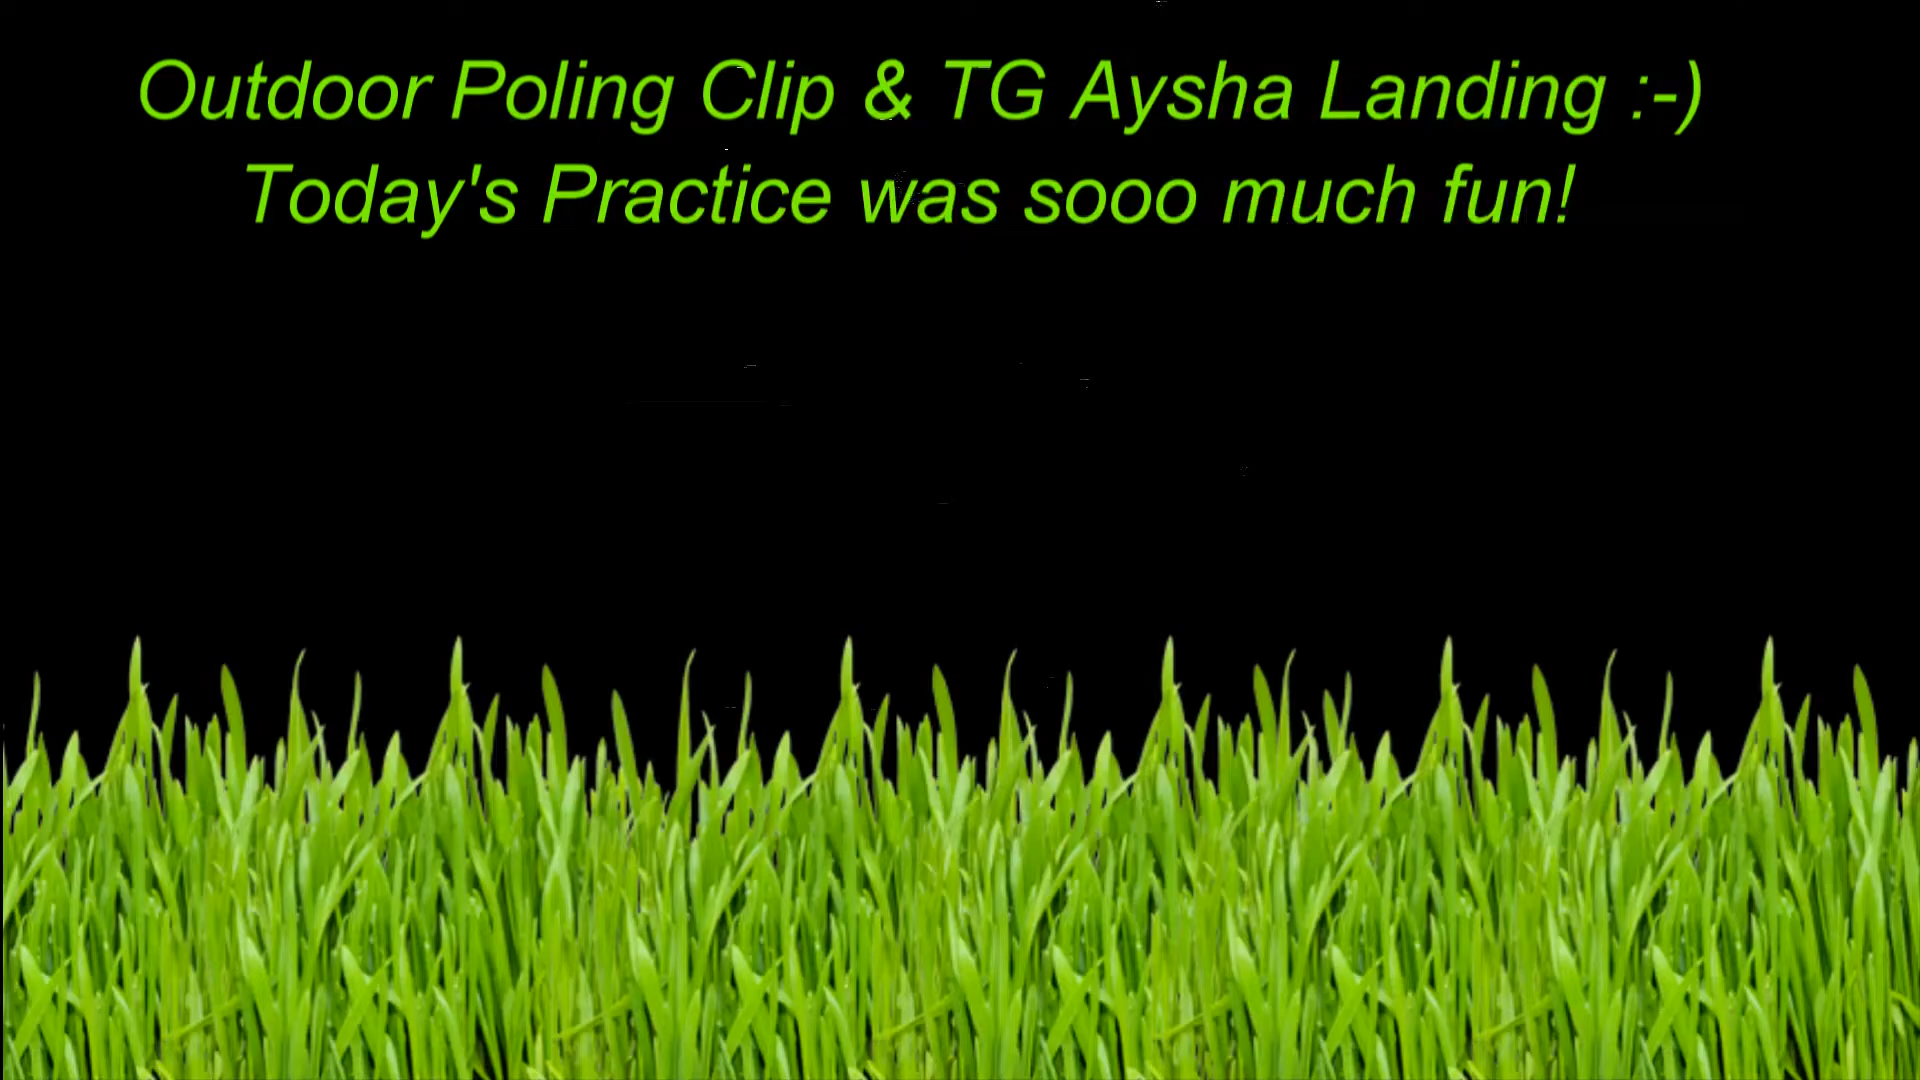 Outdoor Poling Clip & TG Aysha Landing :-)
Today's Practice was sooo much fun!